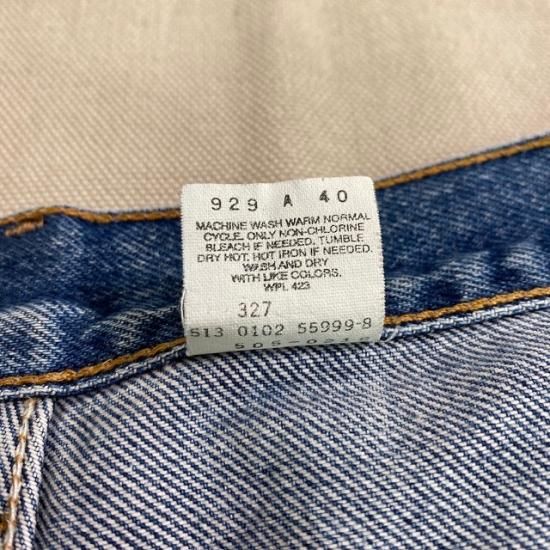 929 A 40
MACHINE WASH WARM NORMAL
CYCLE. ONLY NON-CHLORINE
BLEACH IF NEEDED. TUMBLE
DRY HOT. HOT IRON IF NEEDED.
WASH AND DRY
WITH LIKE COLORS.
WPL 423
327
S13 0102 55999-8